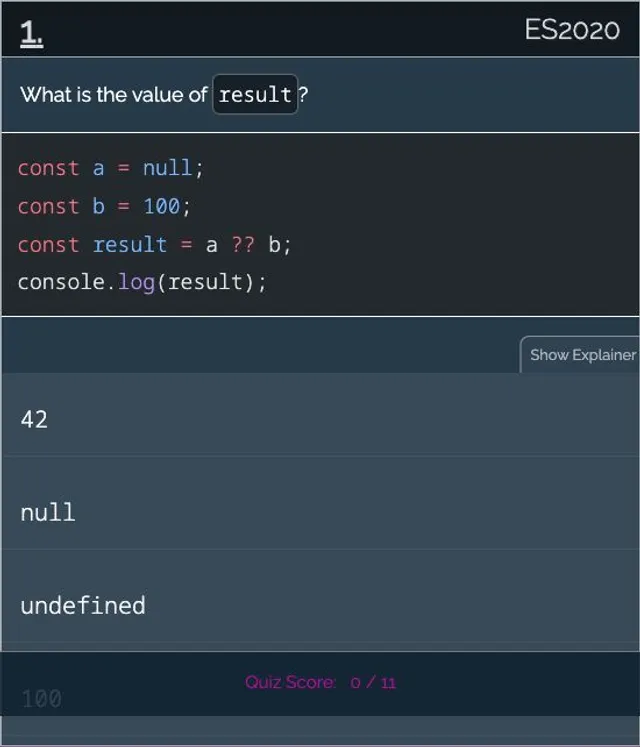 1.
ES2020
What is the value of result?
const a = null;
const b = 100;
const result = a ?? b;
console.log(result);
Show Explainer
42
null
undefined
100
Quiz Score: 0 / 11